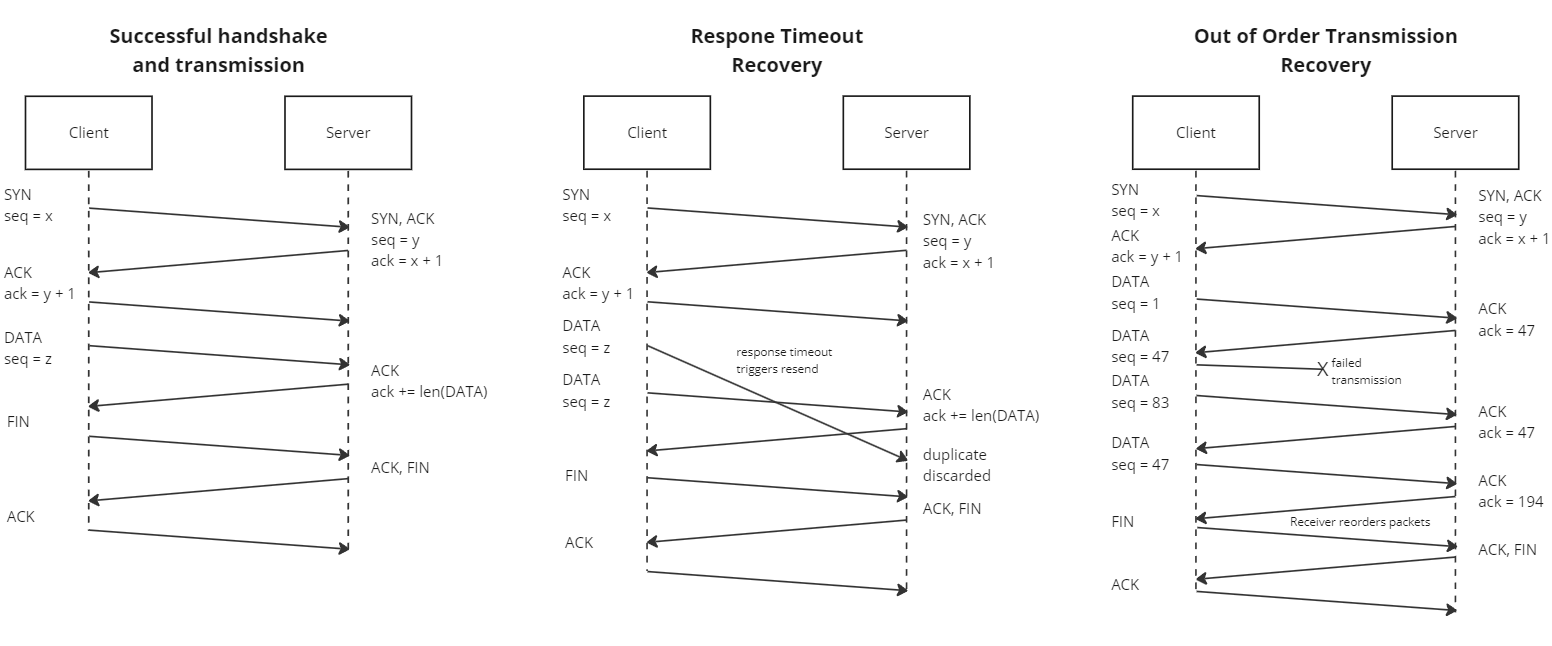 Successful handshake
and transmission
Client
Server
SYN
seq = x
SYN, ACK
seq = y
ack = x + 1
ACK
ack = y + 1
DATA
seq = z
ACK
ack += len(DATA)
FIN
ACK, FIN
ACK
Respone Timeout
Recovery
Client
Server
SYN
seq = x
SYN, ACK
seq = y
ack = x + 1
ACK
ack = y + 1
DATA
seq = z
response timeout
triggers resend
DATA
seq = z
ACK
ack += len(DATA)
duplicate
discarded
FIN
ACK, FIN
ACK
Out of Order Transmission
Recovery
Client
Server
SYN
seq = x
SYN, ACK
seq = y
ack = x + 1
ACK
ack = y + 1
DATA
seq = 1
ACK
ack = 47
DATA
seq = 47
failed
transmission
DATA
seq = 83
ACK
ack = 47
DATA
seq = 47
ACK
ack = 194
FIN
Receiver reorders packets
ACK, FIN
ACK